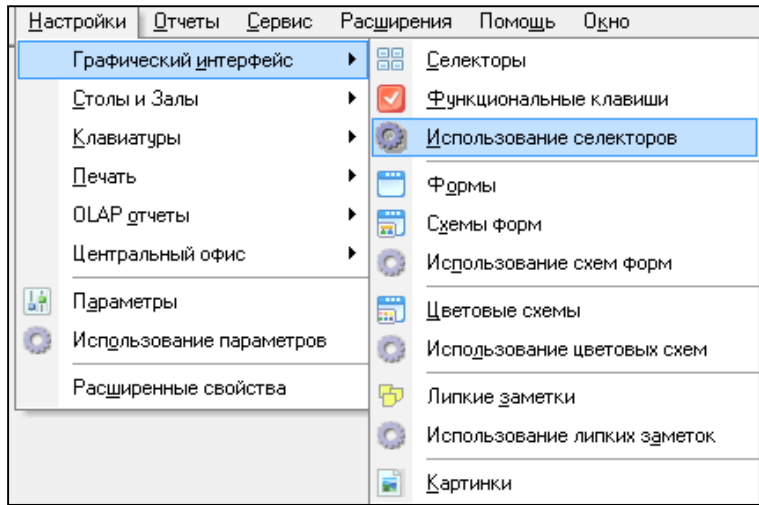 Настройки Отчеты Сервис Расширения Помощь Окно
Графический интерфейс
Столы и Залы
Клавиатуры
Печать
OLAP отчеты
Центральный офис
Параметры
Использование параметров
Расширенные свойства
Селекторы
Функциональные клавиши
Использование селекторов
Формы
Схемы форм
Использование схем форм
Цветовые схемы
Использование цветовых схем
Липкие заметки
Использование липких заметок
Картинки